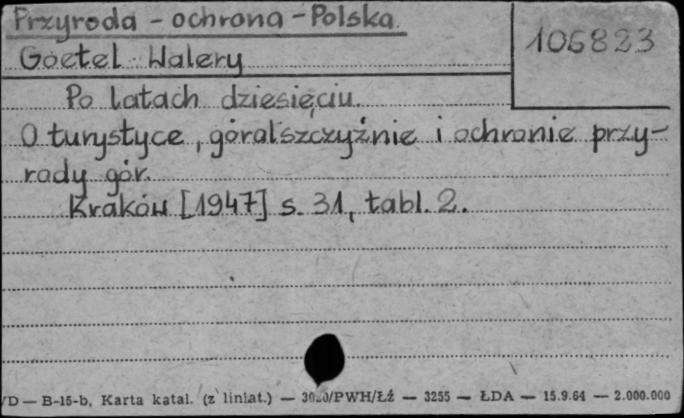 Przyroda - ochrona - Polska.
106823
Goetel Walery
Po latach dziesięciu.
O turystyce, góralszczyźnie i ochronie przy-
rody gór.
Kraków [1947] s. 31, tabl. 2.
B-15-b, Karta katal. (z liniat.) — /PWH/Łź — 3255 — ŁDA — 15.9.64 — 2.000.000